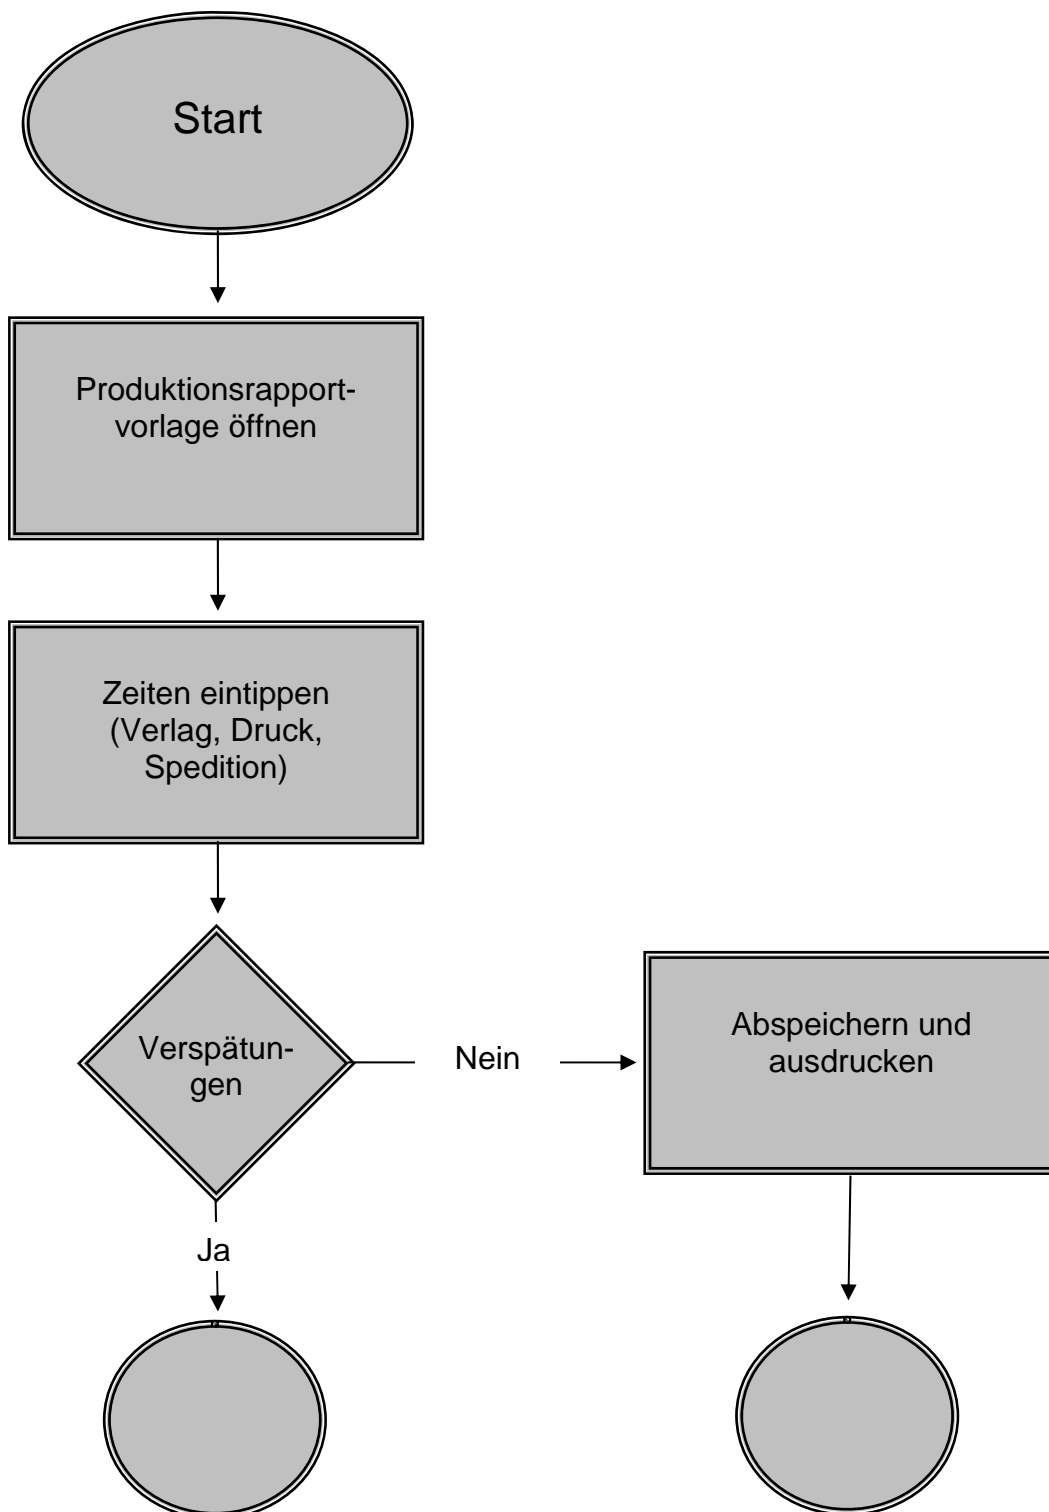 Start
Produktionsrapport-
vorlage öffnen
Zeiten eintippen
(Verlag, Druck,
Spedition)
Verspätun-
gen
Nein
Abspeichern und
ausdrucken
Ja